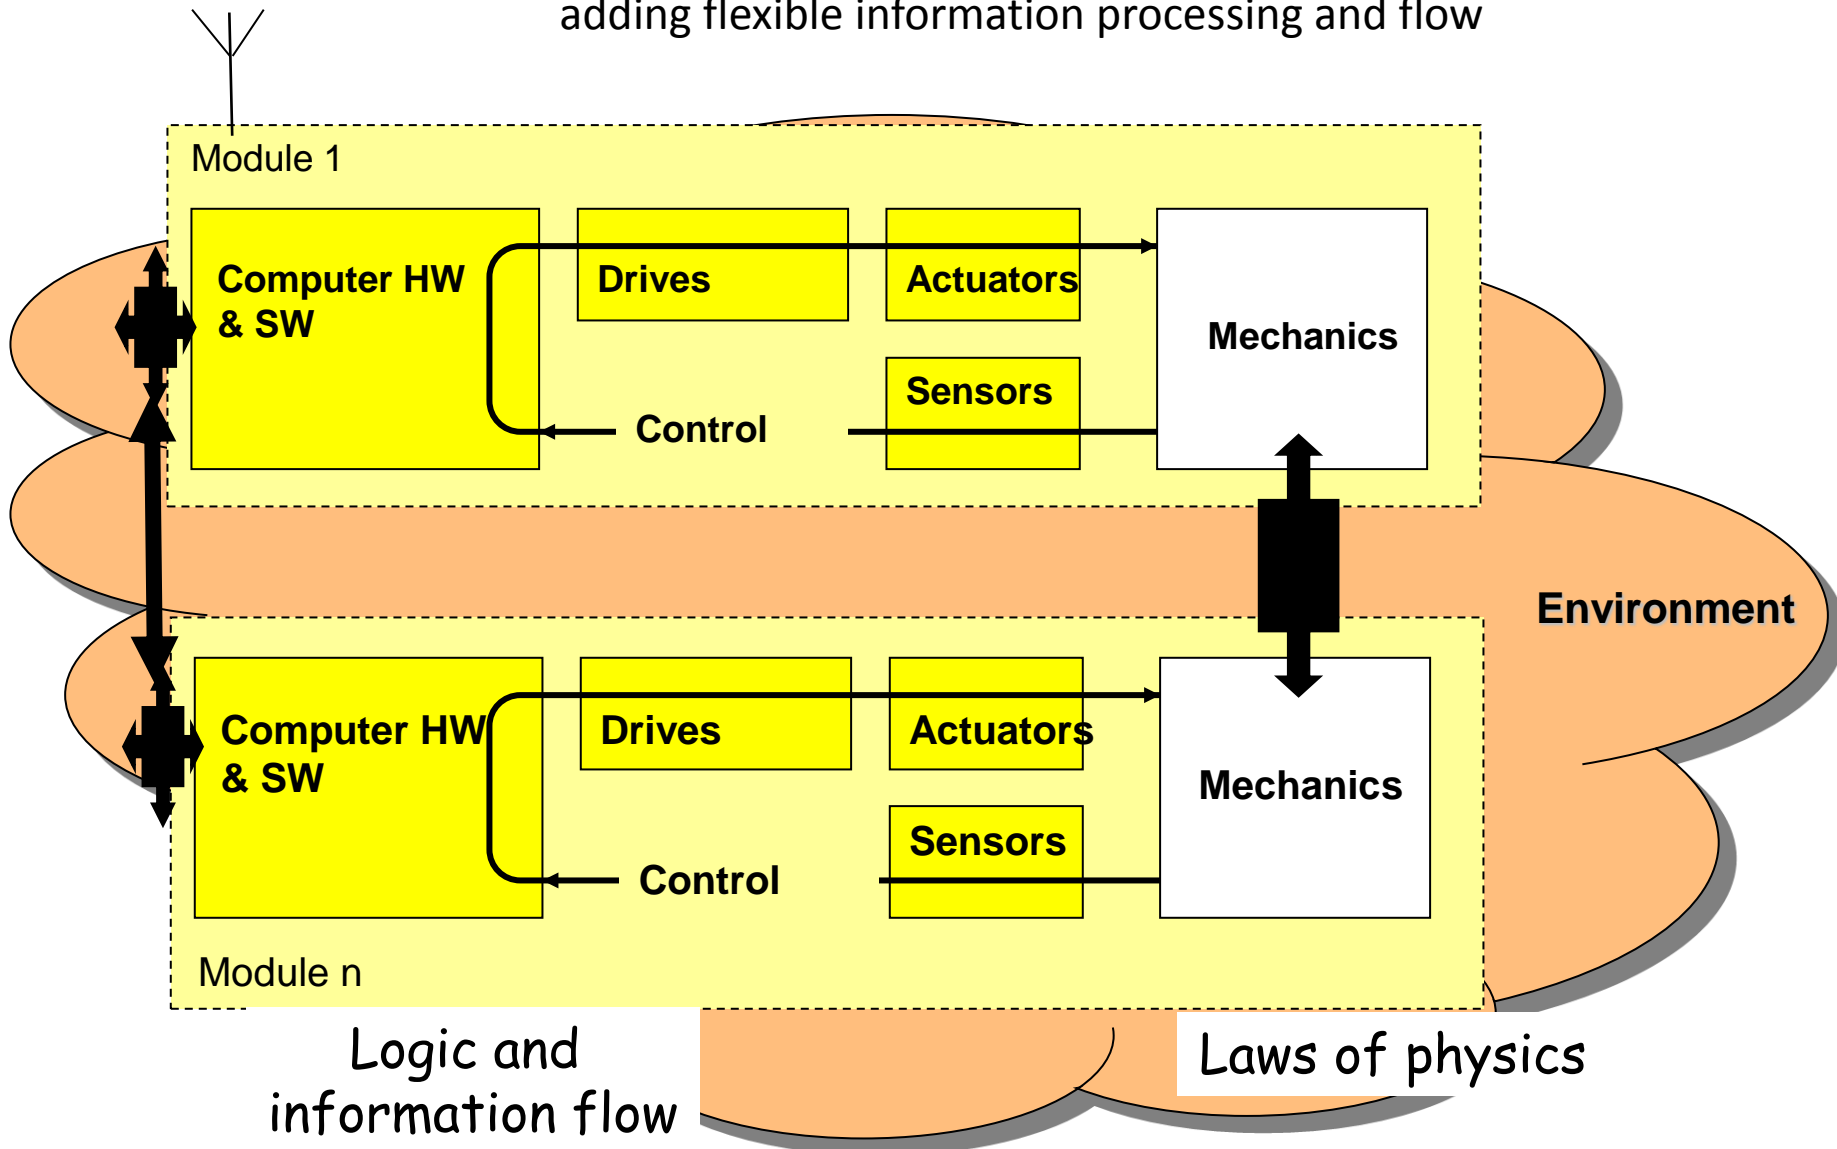 adding flexible information processing and flow
Module 1
Computer HW
& SW
Drives
Actuators
Mechanics
Sensors
Control
Environment
Computer HW
& SW
Drives
Actuators
Mechanics
Sensors
Control
Module n
Logic and
information flow
Laws of physics